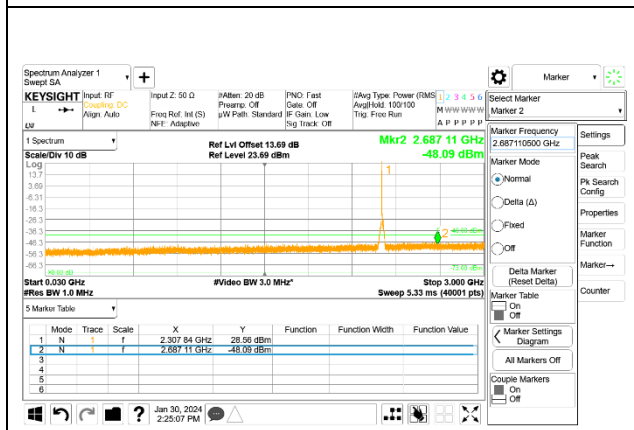 Spectrum Analyzer 1
Swept SA
+
Marker
KEYSIGHT
L
Input: RF
Coupling: DC
Align: Auto
Input Z: 50 Ω
Freq Ref: Int (S)
NFE: Adaptive
#Atten: 20 dB
Preamp: Off
µW Path: Standard
PNO: Fast
Gate: Off
IF Gain: Low
Sig Track: Off
#Avg Type: Power (RMS
Avg|Hold: 100/100
Trig: Free Run
1 2 3 4 5 6
M W W W W W
A P P P P P
Select Marker
Marker 2
1 Spectrum
Scale/Div 10 dB
Log
Ref Lvl Offset 13.69 dB
Ref Level 23.69 dBm
Mkr2 2.687 11 GHz
-48.09 dBm
13.7
3.69
-6.31
-16.3
-26.3
-36.3
-46.3
-56.3
-66.3
1
2
Start 0.030 GHz
#Res BW 1.0 MHz
#Video BW 3.0 MHz*
Stop 3.000 GHz
Sweep 5.33 ms (40001 pts)
5 Marker Table
Mode Trace Scale X Y Function Function Width Function Value
1 N 1 f 2.307 84 GHz 28.56 dBm
2 N 1 f 2.687 11 GHz -48.09 dBm
3
4
5
6
Marker Frequency
2.687110500 GHz
Marker Mode
Normal
Delta (Δ)
Fixed
Off
Delta Marker
(Reset Delta)
Marker Table
On
Off
Marker Settings
Diagram
All Markers Off
Couple Markers
On
Off
Settings
Peak
Search
Pk Search
Config
Properties
Marker
Function
Marker→
Counter
?
Jan 30, 2024
2:25:07 PM